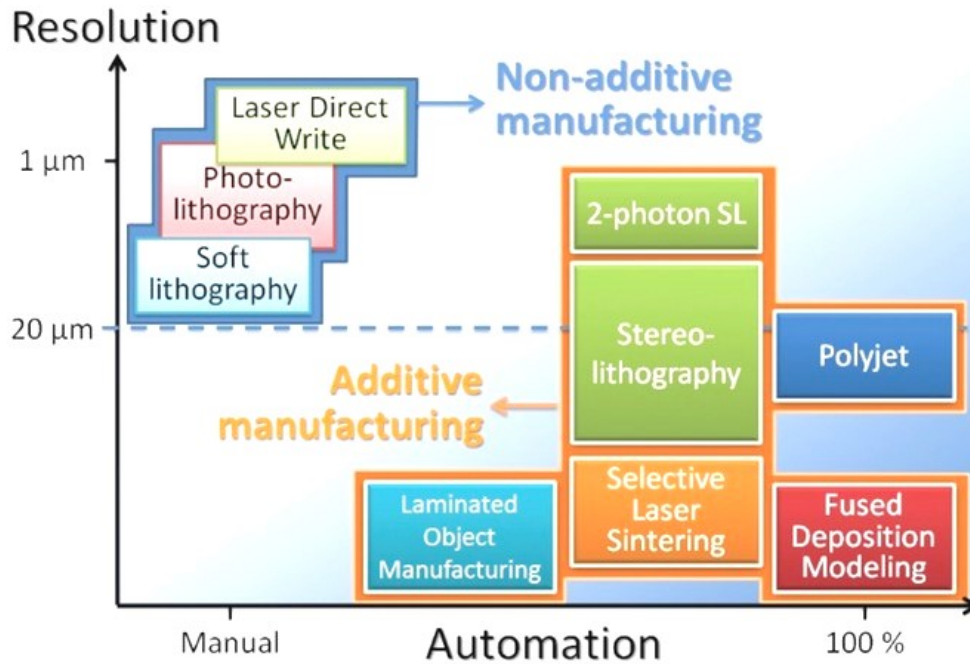 Resolution
Non-additive
manufacturing
Laser Direct
Write
1 μm
Photo-
lithography
2-photon SL
Soft
lithography
20 μm
Stereo-
lithography
Polyjet
Additive
manufacturing
Laminated
Object
Manufacturing
Selective
Laser
Sintering
Fused
Deposition
Modeling
Manual
Automation
100 %